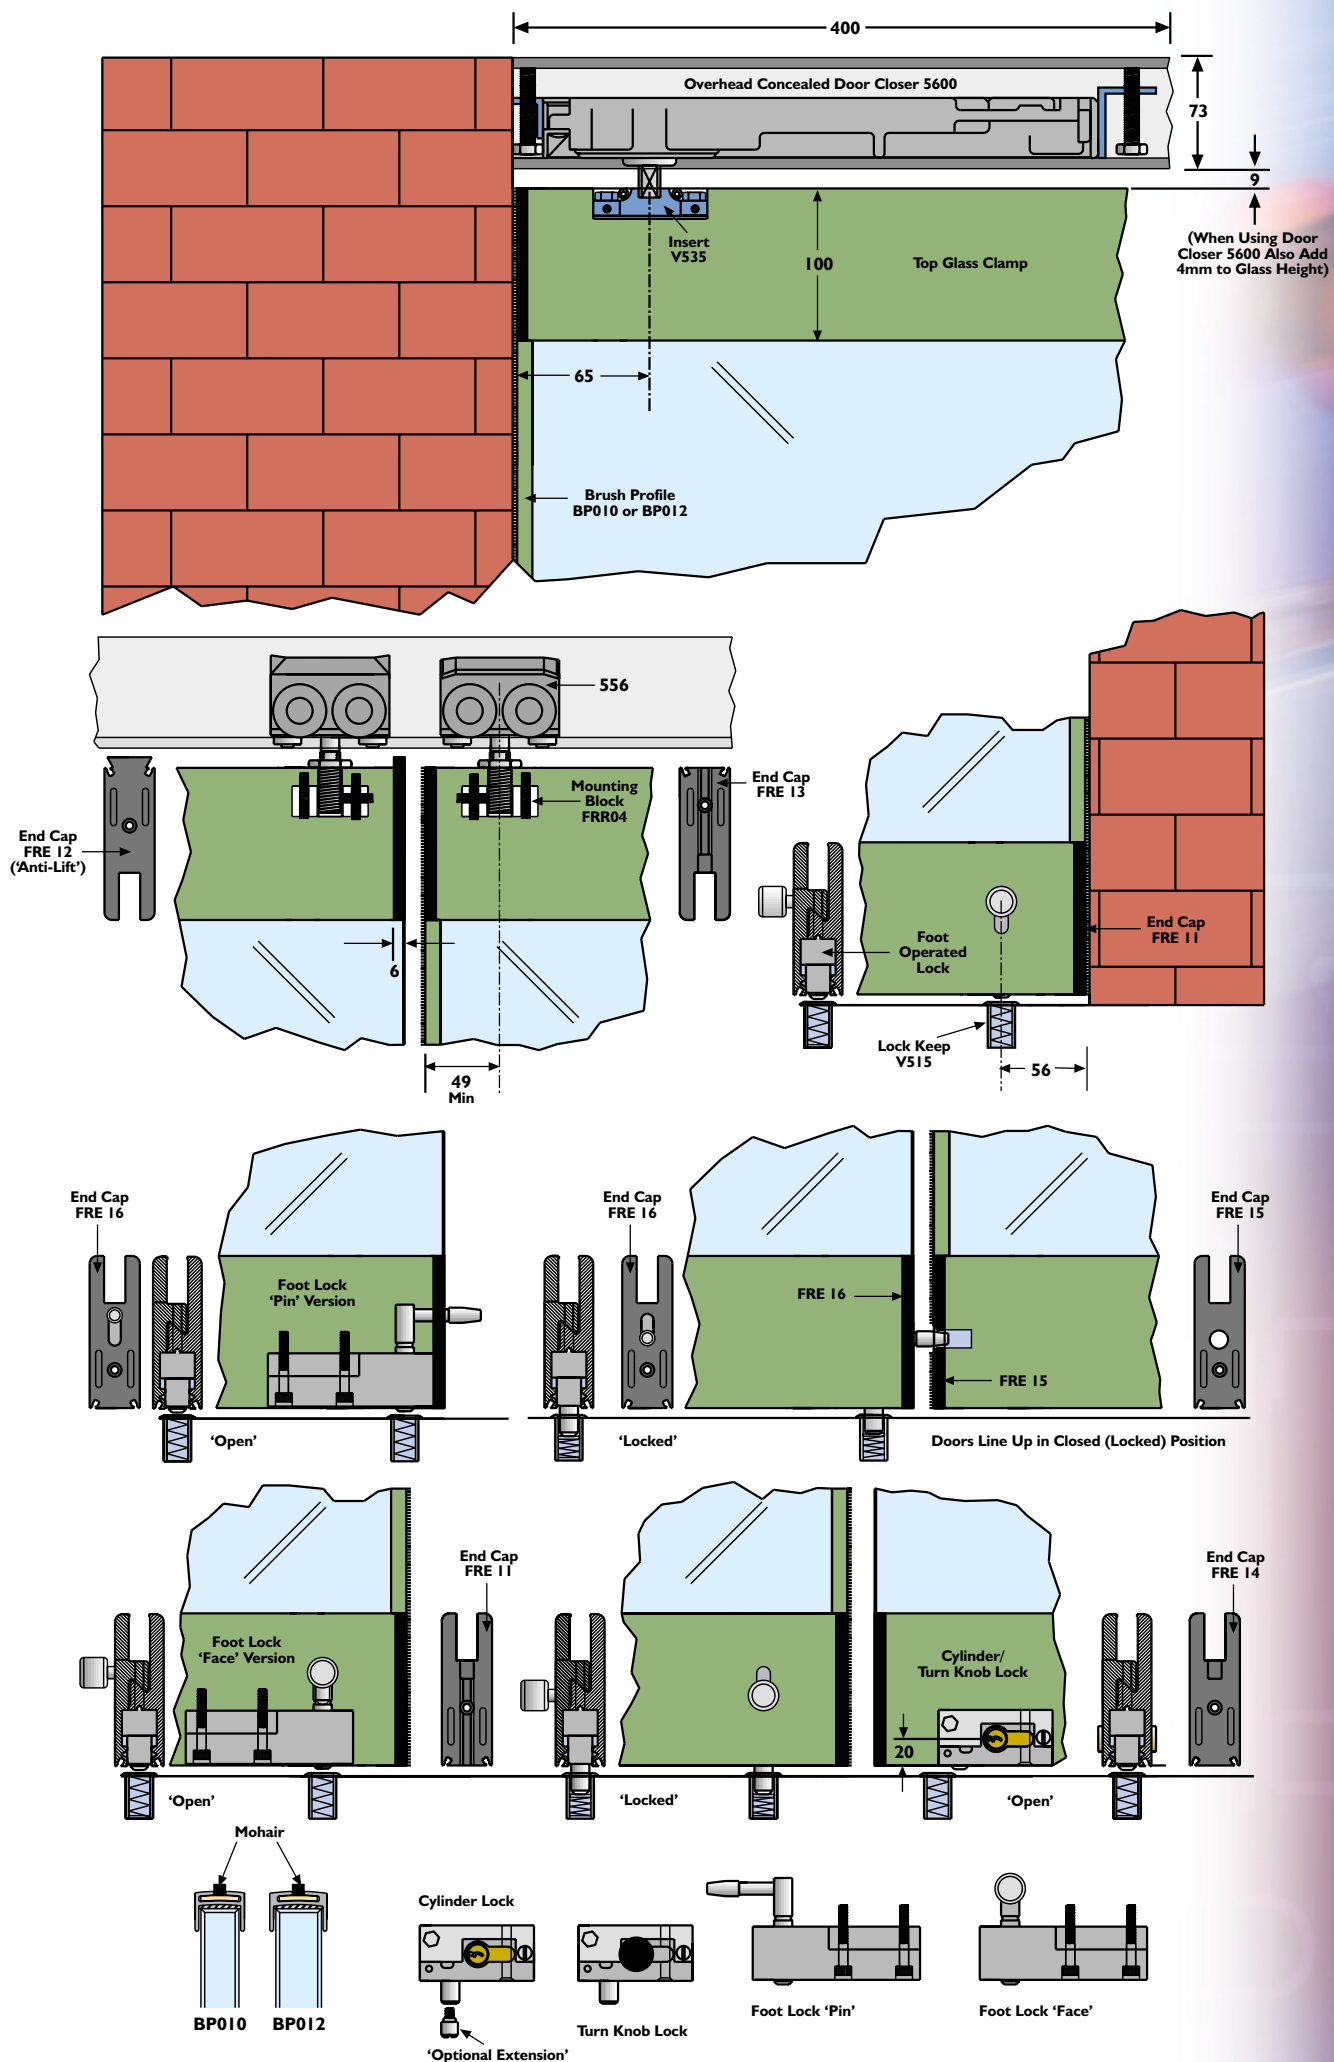 400
Overhead Concealed Door Closer 5600
73
9
(When Using Door
Closer 5600 Also Add
4mm to Glass Height)
Insert
V535
100
Top Glass Clamp
65
Brush Profile
BP010 or BP012
556
Mounting
Block
FRR04
End Cap
FRE 13
End Cap
FRE 12
('Anti-Lift')
6
49
Min
End Cap
FRE 11
Foot
Operated
Lock
Lock Keep
V515
56
End Cap
FRE 16
Foot Lock
'Pin' Version
'Open'
End Cap
FRE 16
FRE 16
FRE 15
End Cap
FRE 15
'Locked'
Doors Line Up in Closed (Locked) Position
Foot Lock
'Face' Version
End Cap
FRE 11
'Open'
'Locked'
Cylinder/
Turn Knob Lock
20
'Open'
End Cap
FRE 14
Mohair
BP010
BP012
Cylinder Lock
'Optional Extension'
Turn Knob Lock
Foot Lock 'Pin'
Foot Lock 'Face'